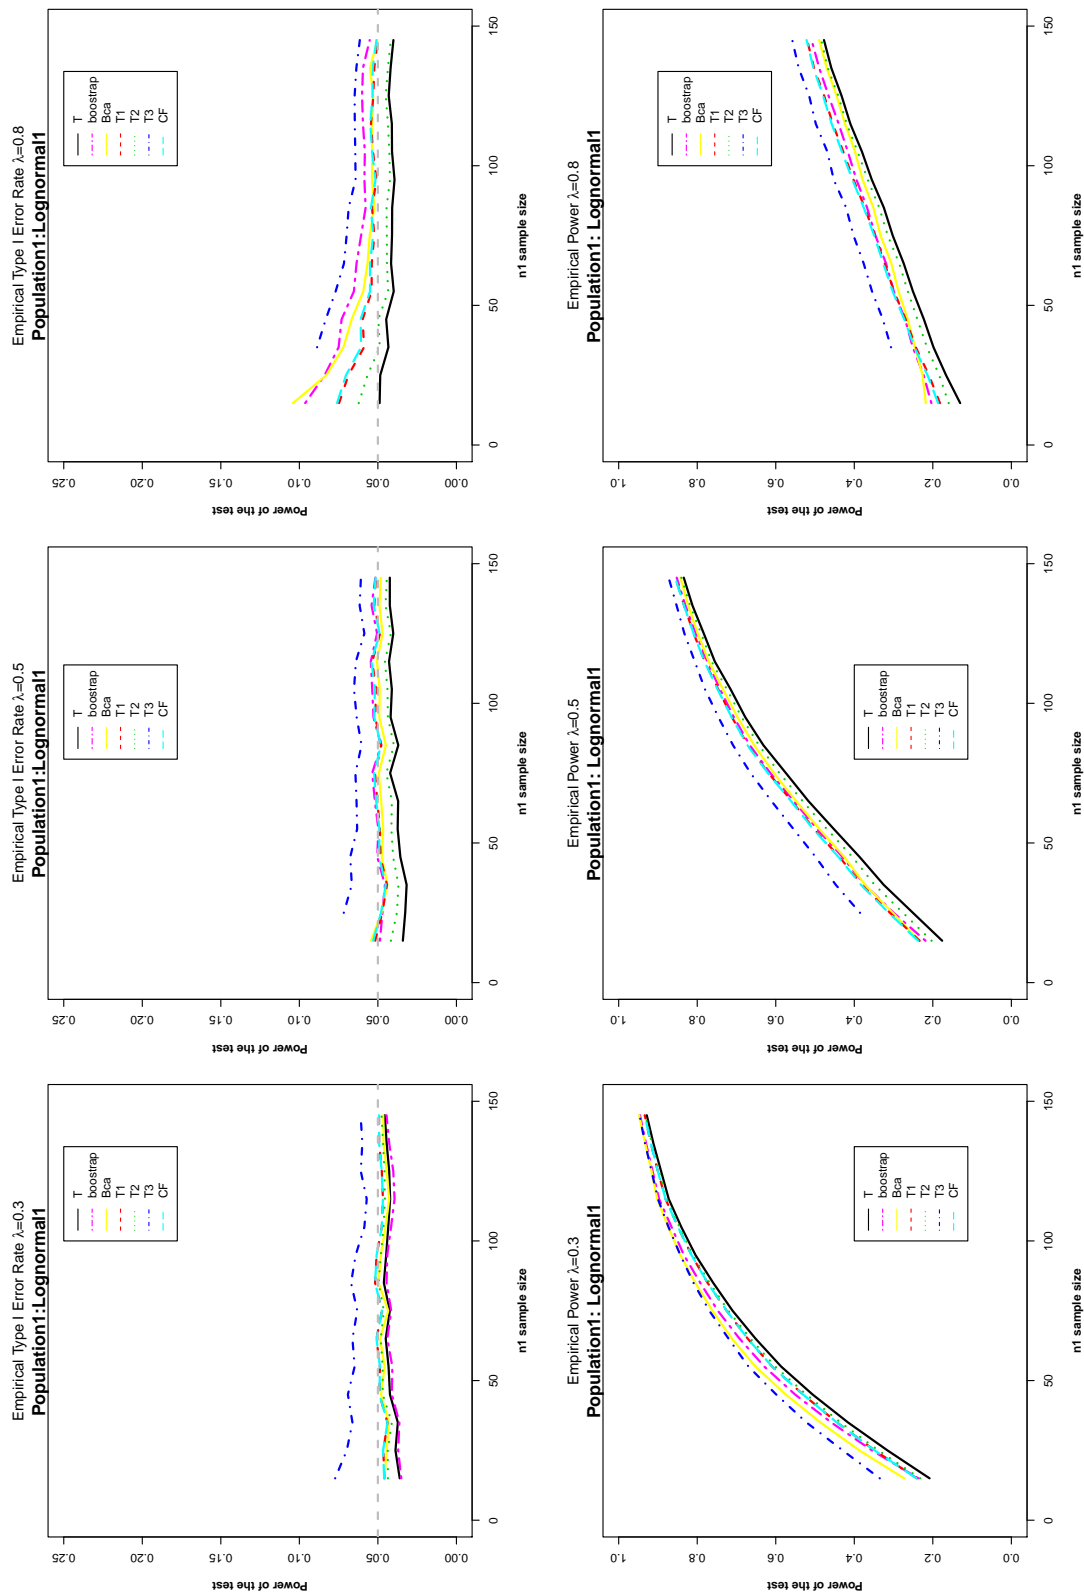 Empirical Type I Error Rate λ=0.3
Population1:Lognormal1
Power of the test
0.00 0.05 0.10 0.15 0.20 0.25
0 50 100 150
n1 sample size
T
boostrap
Bca
T1
T2
T3
CF
Empirical Type I Error Rate λ=0.5
Population1:Lognormal1
Power of the test
0.00 0.05 0.10 0.15 0.20 0.25
0 50 100 150
n1 sample size
T
boostrap
Bca
T1
T2
T3
CF
Empirical Type I Error Rate λ=0.8
Population1:Lognormal1
Power of the test
0.00 0.05 0.10 0.15 0.20 0.25
0 50 100 150
n1 sample size
T
boostrap
Bca
T1
T2
T3
CF
Empirical Power λ=0.3
Population1: Lognormal1
Power of the test
0.0 0.2 0.4 0.6 0.8 1.0
0 50 100 150
n1 sample size
T
boostrap
Bca
T1
T2
T3
CF
Empirical Power λ=0.5
Population1: Lognormal1
Power of the test
0.0 0.2 0.4 0.6 0.8 1.0
0 50 100 150
n1 sample size
T
boostrap
Bca
T1
T2
T3
CF
Empirical Power λ=0.8
Population1: Lognormal1
Power of the test
0.0 0.2 0.4 0.6 0.8 1.0
0 50 100 150
n1 sample size
T
boostrap
Bca
T1
T2
T3
CF